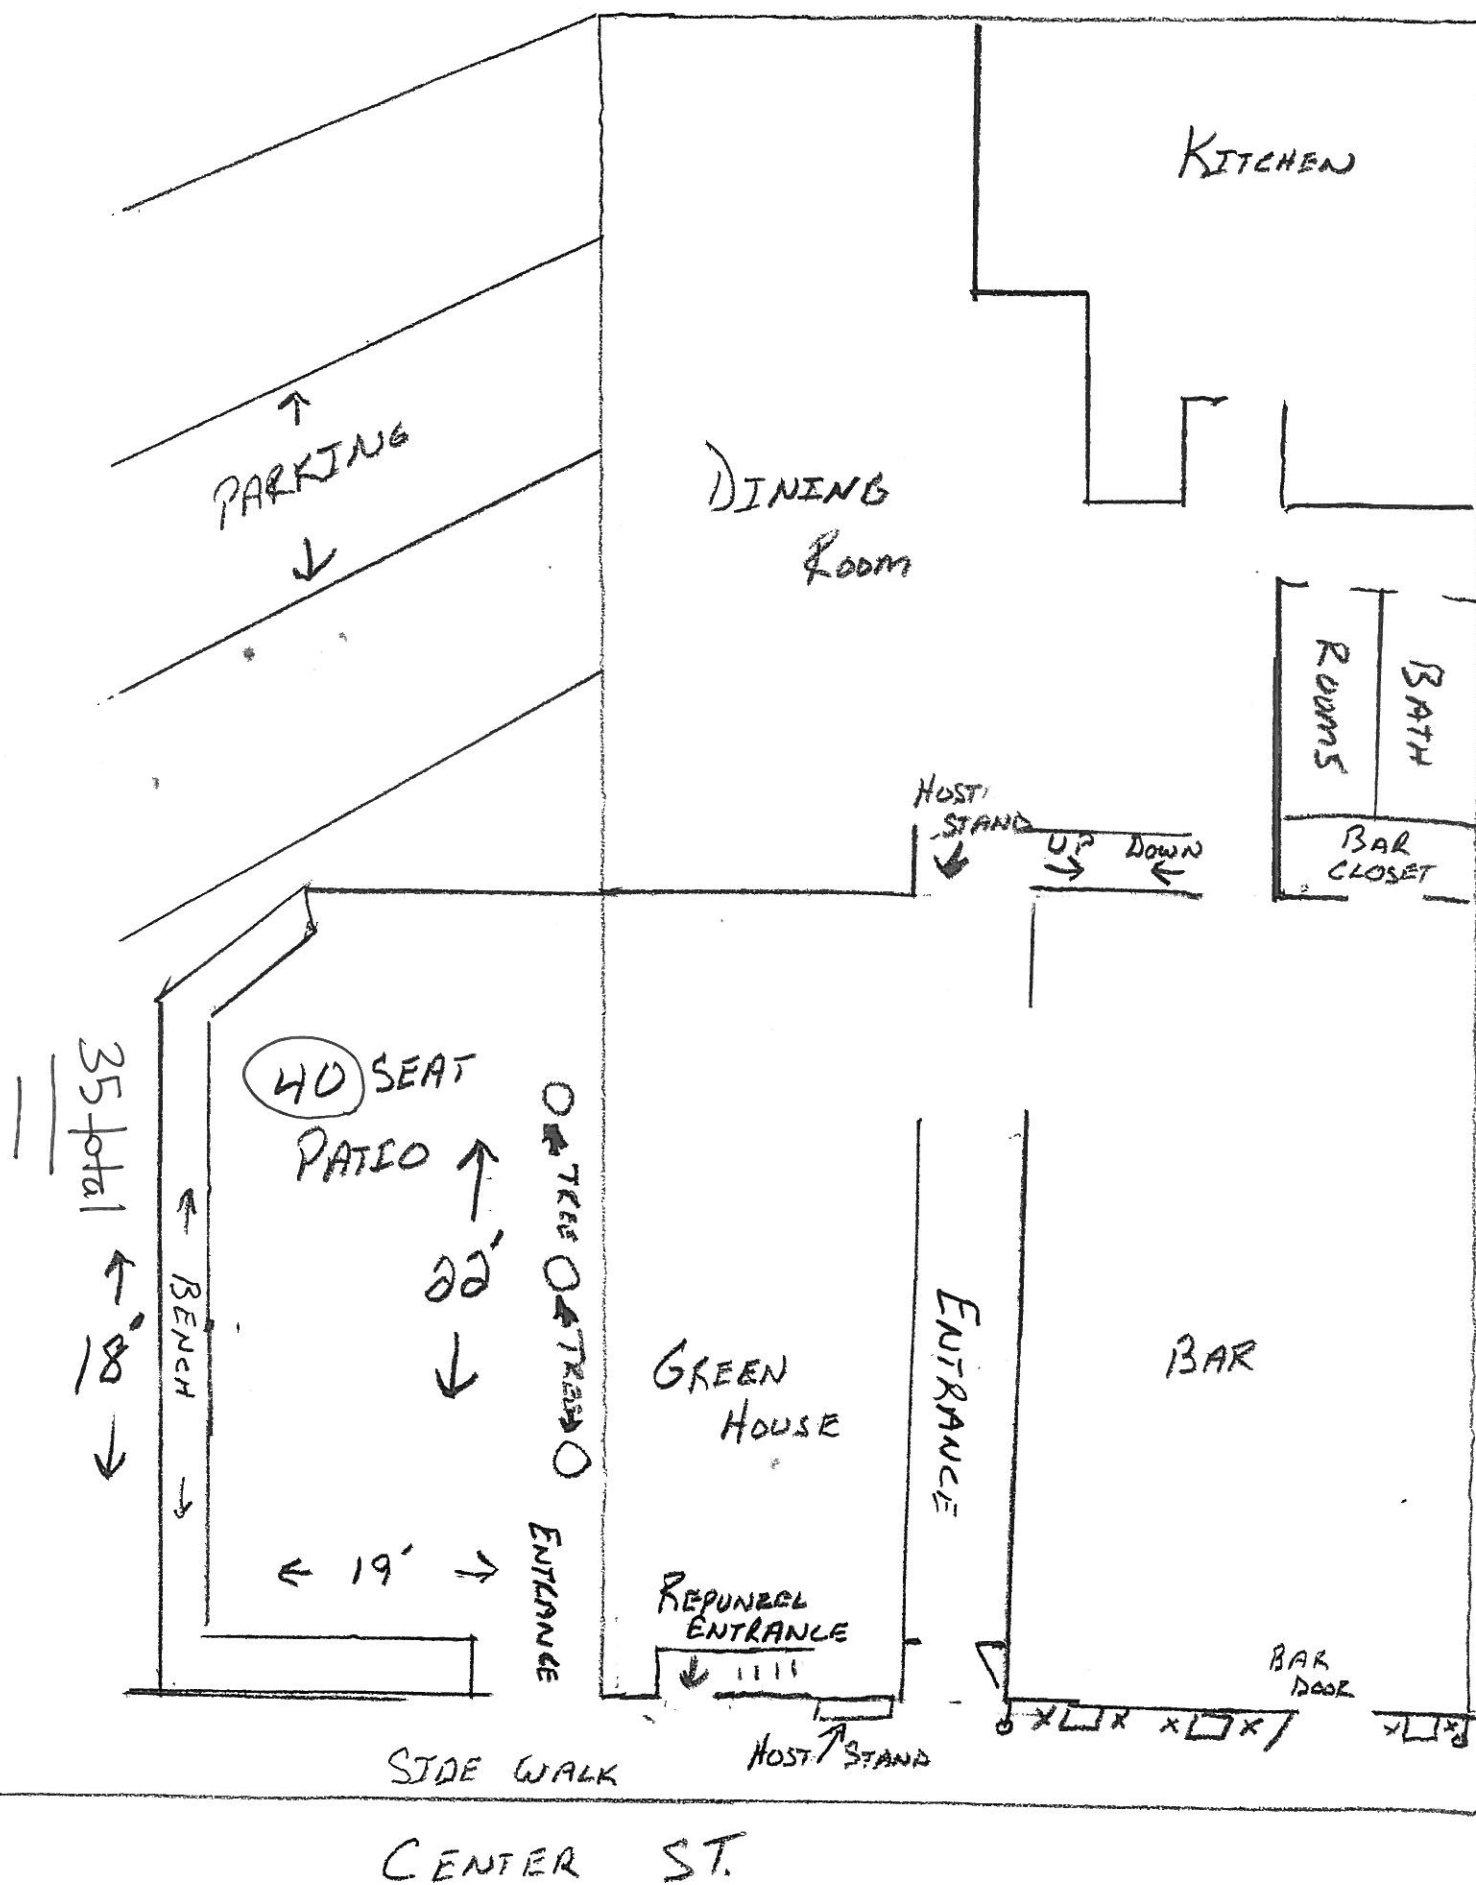 KITCHEN
PARKING
DINING
ROOM
BATH
ROOMS
HOST
STAND
UP DOWN
BAR
CLOSET
40 SEAT
PATIO
22'
35 total
18'
BENCH
TREE
TREE
GREEN
HOUSE
ENTRANCE
BAR
19'
ENTRANCE
REPUNZEL
ENTRANCE
BAR
DOOR
X X X X X X
HOST STAND
SIDE WALK
CENTER ST.